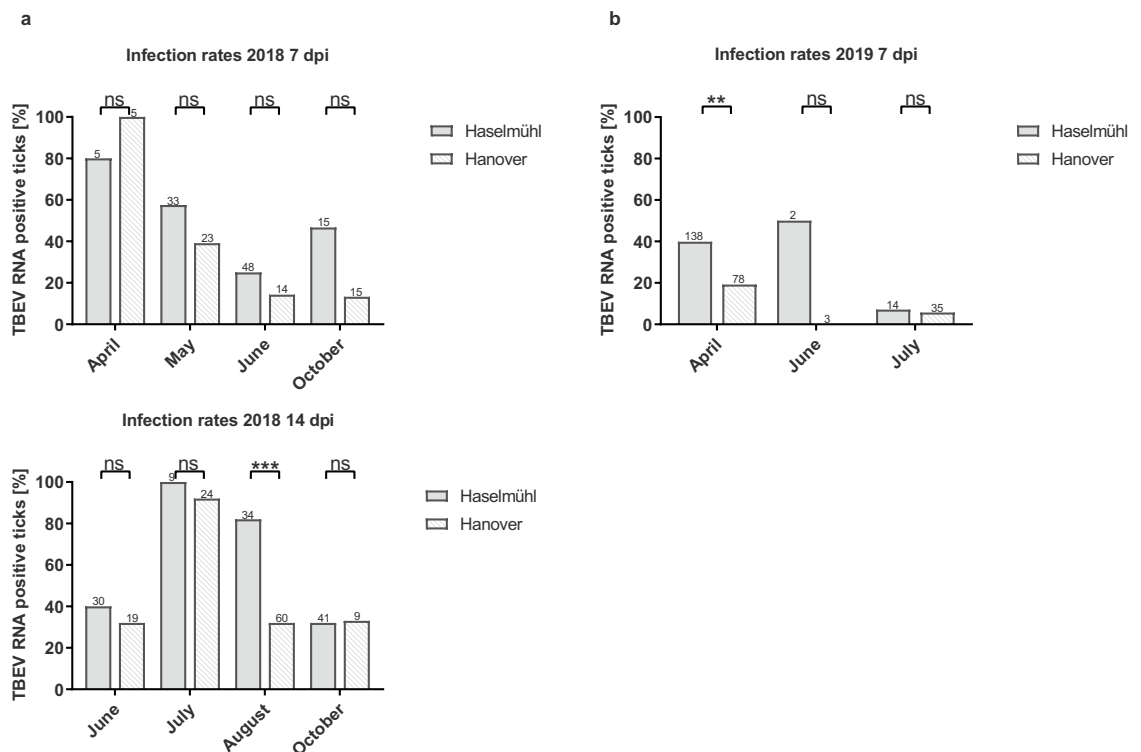 a
Infection rates 2018 7 dpi
ns ns ns ns
TBEV RNA positive ticks [%]
100
80
60
40
20
0
5 5 33 23 48 14 15 15
April May June October
Haselmühl
Hanover
Infection rates 2018 14 dpi
ns ns *** ns
TBEV RNA positive ticks [%]
100
80
60
40
20
0
30 19 9 24 34 60 41 9
June July August October
Haselmühl
Hanover
b
Infection rates 2019 7 dpi
** ns ns
TBEV RNA positive ticks [%]
100
80
60
40
20
0
138 78 2 3 14 35
April June July
Haselmühl
Hanover